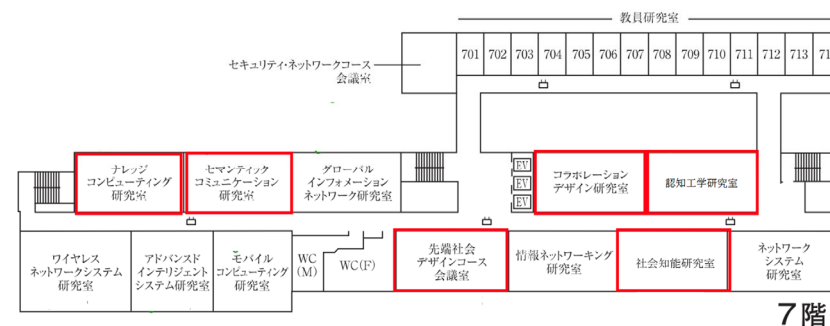 教員研究室
701 702 703 704 705 706 707 708 709 710 711 712 713
セキュリティ・ネットワークコース
会議室
ナレッジ
コンピューティング
研究室
セマンティック
コミュニケーション
研究室
グローバル
インフォメーション
ネットワーク研究室
EV
EV
EV
コラボレーション
デザイン研究室
認知工学研究室
ワイヤレス
ネットワークシステム
研究室
アドバンスド
インテリジェント
システム研究室
モバイル
コンピューティング
研究室
WC
(M)
WC(F)
先端社会
デザインコース
会議室
情報ネットワーキング
研究室
社会知能研究室
ネットワーク
システム
研究室
7階